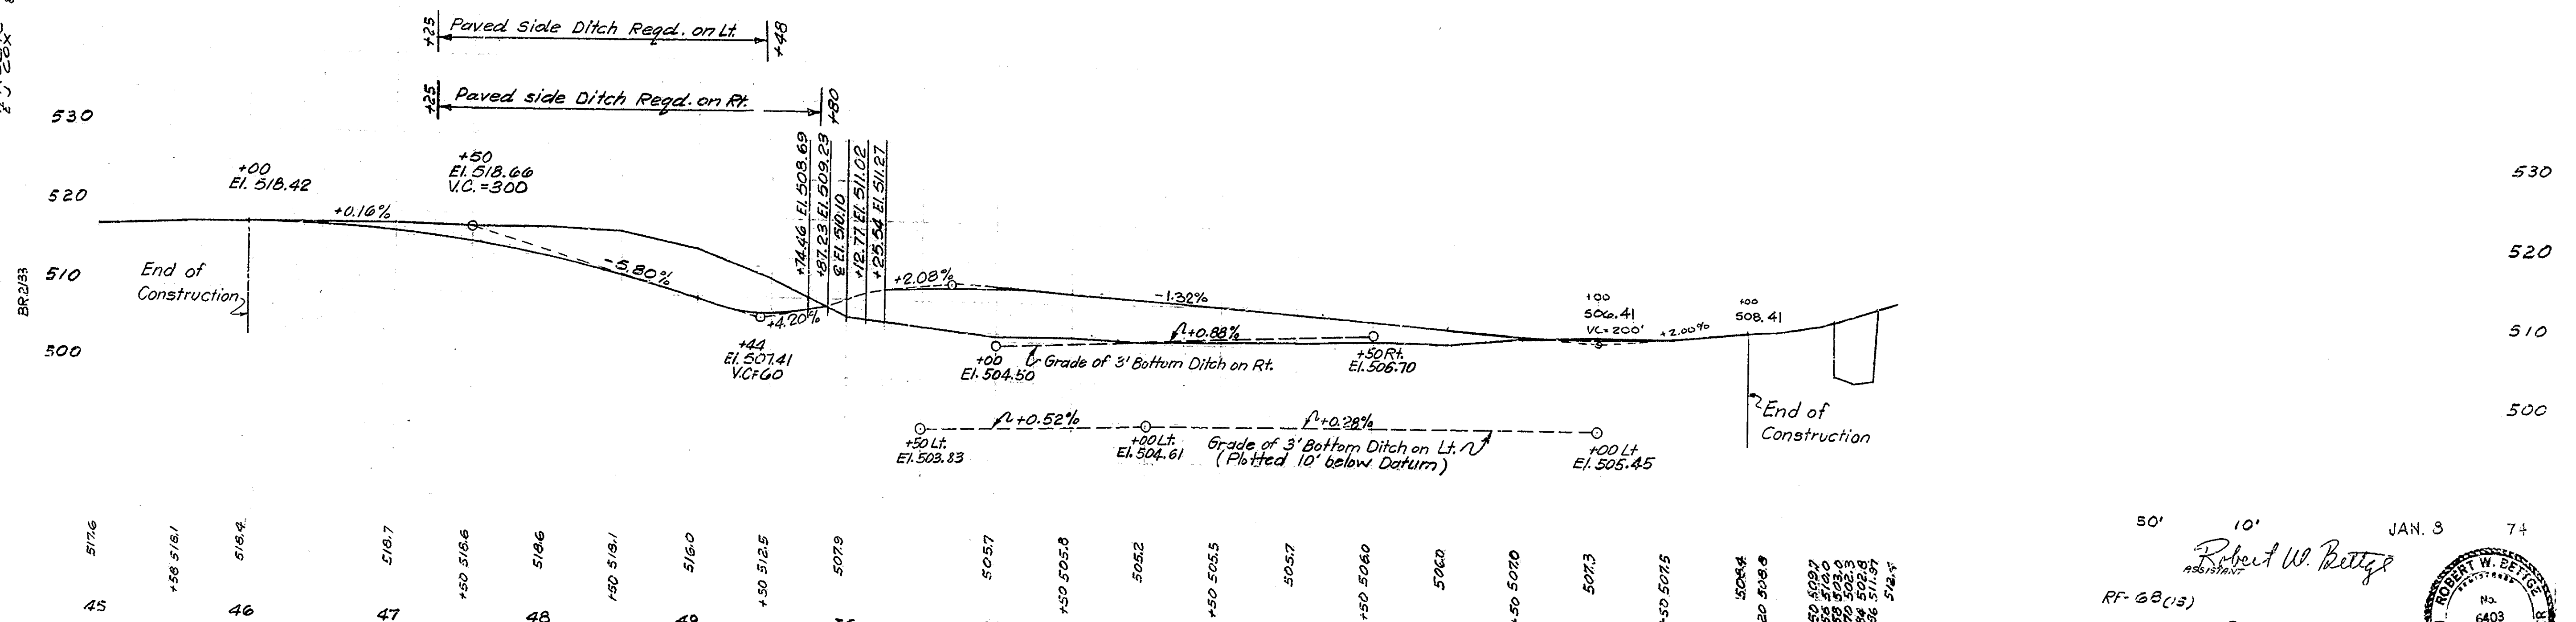 +25 Paved Side Ditch Reqd. on Lt. +48
+25 Paved side Ditch Reqd. on Rt. +80
530
520
510
500
BR2133
+00
El. 518.42
+0.16%
+50
El. 518.66
V.C. = 300
End of
Construction
-5.80%
+44
El. 507.41
V.C.= 60
+4.20%
+74.46 El. 508.69
+87.23 El. 509.23
℄ El. 510.10
+12.77 El. 511.02
+25.54 El. 511.27
+2.08%
-1.32%
+0.88%
+00
El. 504.50
Grade of 3' Bottom Ditch on Rt.
+50 Rt.
El. 506.70
+00
506.41
VC= 200'
+2.00%
+00
508.41
End of
Construction
+50 Lt.
El. 503.83
+0.52%
+00 Lt.
El. 504.61
+0.28%
Grade of 3' Bottom Ditch on Lt.
(Plotted 10' below Datum)
+00 Lt
El. 505.45
530
520
510
500
517.6
+58 518.1
518.4
518.7
+50 518.6
518.6
+50 518.1
516.0
+50 512.5
507.9
505.7
+50 505.8
505.2
+50 505.5
505.7
+50 506.0
506.0
+50 507.0
507.3
+50 507.5
508.4
20 508.8
45
46
47
48
49
50' 10'
JAN. 3 74
Robert W. Bettge
ASSISTANT
RF-68(15)
ROBERT W. BETTGE
No.
6403